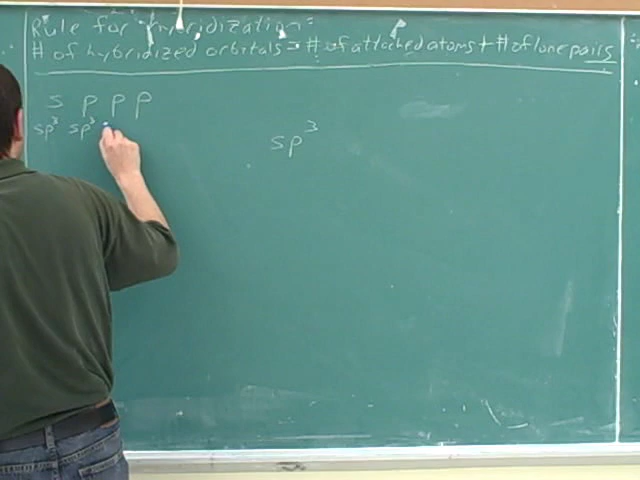 Rule for hybridization:
# of hybridized orbitals = # of attached atoms + # of lone pairs
s p p p
sp³ sp³
sp³